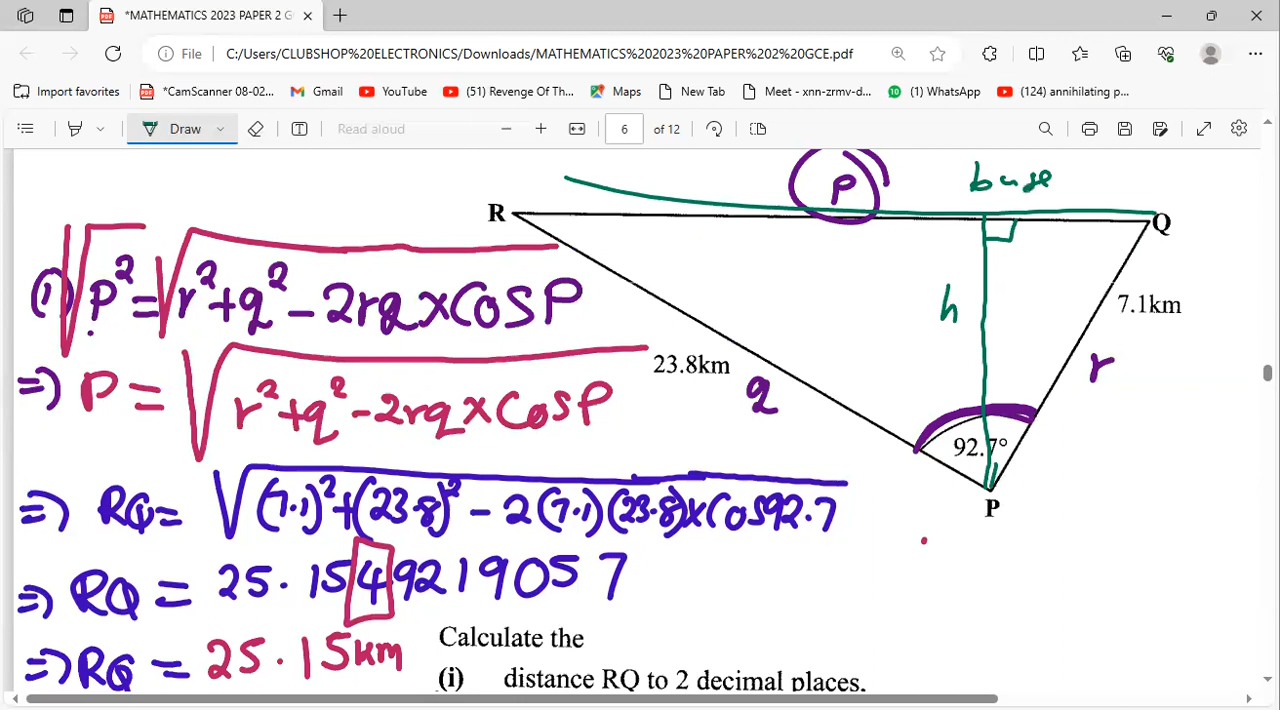 *MATHEMATICS 2023 PAPER 2 G
File C:/Users/CLUBSHOP%20ELECTRONICS/Downloads/MATHEMATICS%202023%20PAPER%202%20GCE.pdf
Import favorites *CamScanner 08-02... Gmail YouTube (51) Revenge Of Th... Maps New Tab Meet - xnn-zrmv-d... 10 (1) WhatsApp (124) annihilating p...
Draw Read aloud 6 of 12
P base
R Q
(i) P² = r² + q² - 2rq x Cos P
h 7.1km
23.8km
q r
=> P = √r² + q² - 2rq x Cos P
92.7°
P
=> RQ = √(7.1)² + (23.8)² - 2(7.1)(23.8) x Cos92.7
=> RQ = 25.1549219057
Calculate the
=> RQ = 25.15km
(i) distance RQ to 2 decimal places,